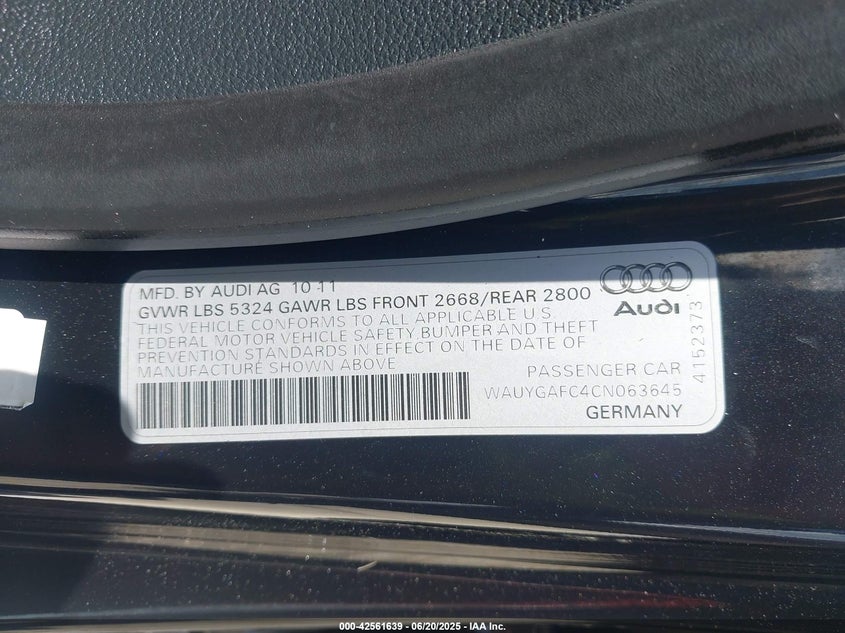 MFD. BY AUDI AG 10 11
GVWR LBS 5324 GAWR LBS FRONT 2668/REAR 2800
THIS VEHICLE CONFORMS TO ALL APPLICABLE U.S.
FEDERAL MOTOR VEHICLE SAFETY, BUMPER AND THEFT
PREVENTION STANDARDS IN EFFECT ON THE DATE OF
MANUFACTURE SHOWN ABOVE
Audi
4152373
PASSENGER CAR
WAUYGAFC4CN063645
GERMANY
000-42561639 - 06/20/2025 - IAA Inc.